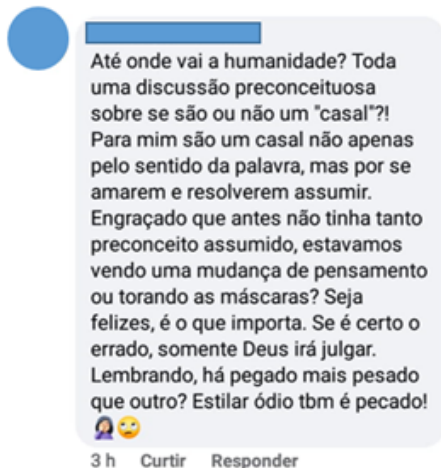 Até onde vai a humanidade? Toda
uma discussão preconceituosa
sobre se são ou não um "casal"?!
Para mim são um casal não apenas
pelo sentido da palavra, mas por se
amarem e resolverem assumir.
Engraçado que antes não tinha tanto
preconceito assumido, estavamos
vendo uma mudança de pensamento
ou torando as máscaras? Seja
felizes, é o que importa. Se é certo o
errado, somente Deus irá julgar.
Lembrando, há pegado mais pesado
que outro? Estilar ódio tbm é pecado!
🤦🏻‍♀️🙄
3 h Curtir Responder